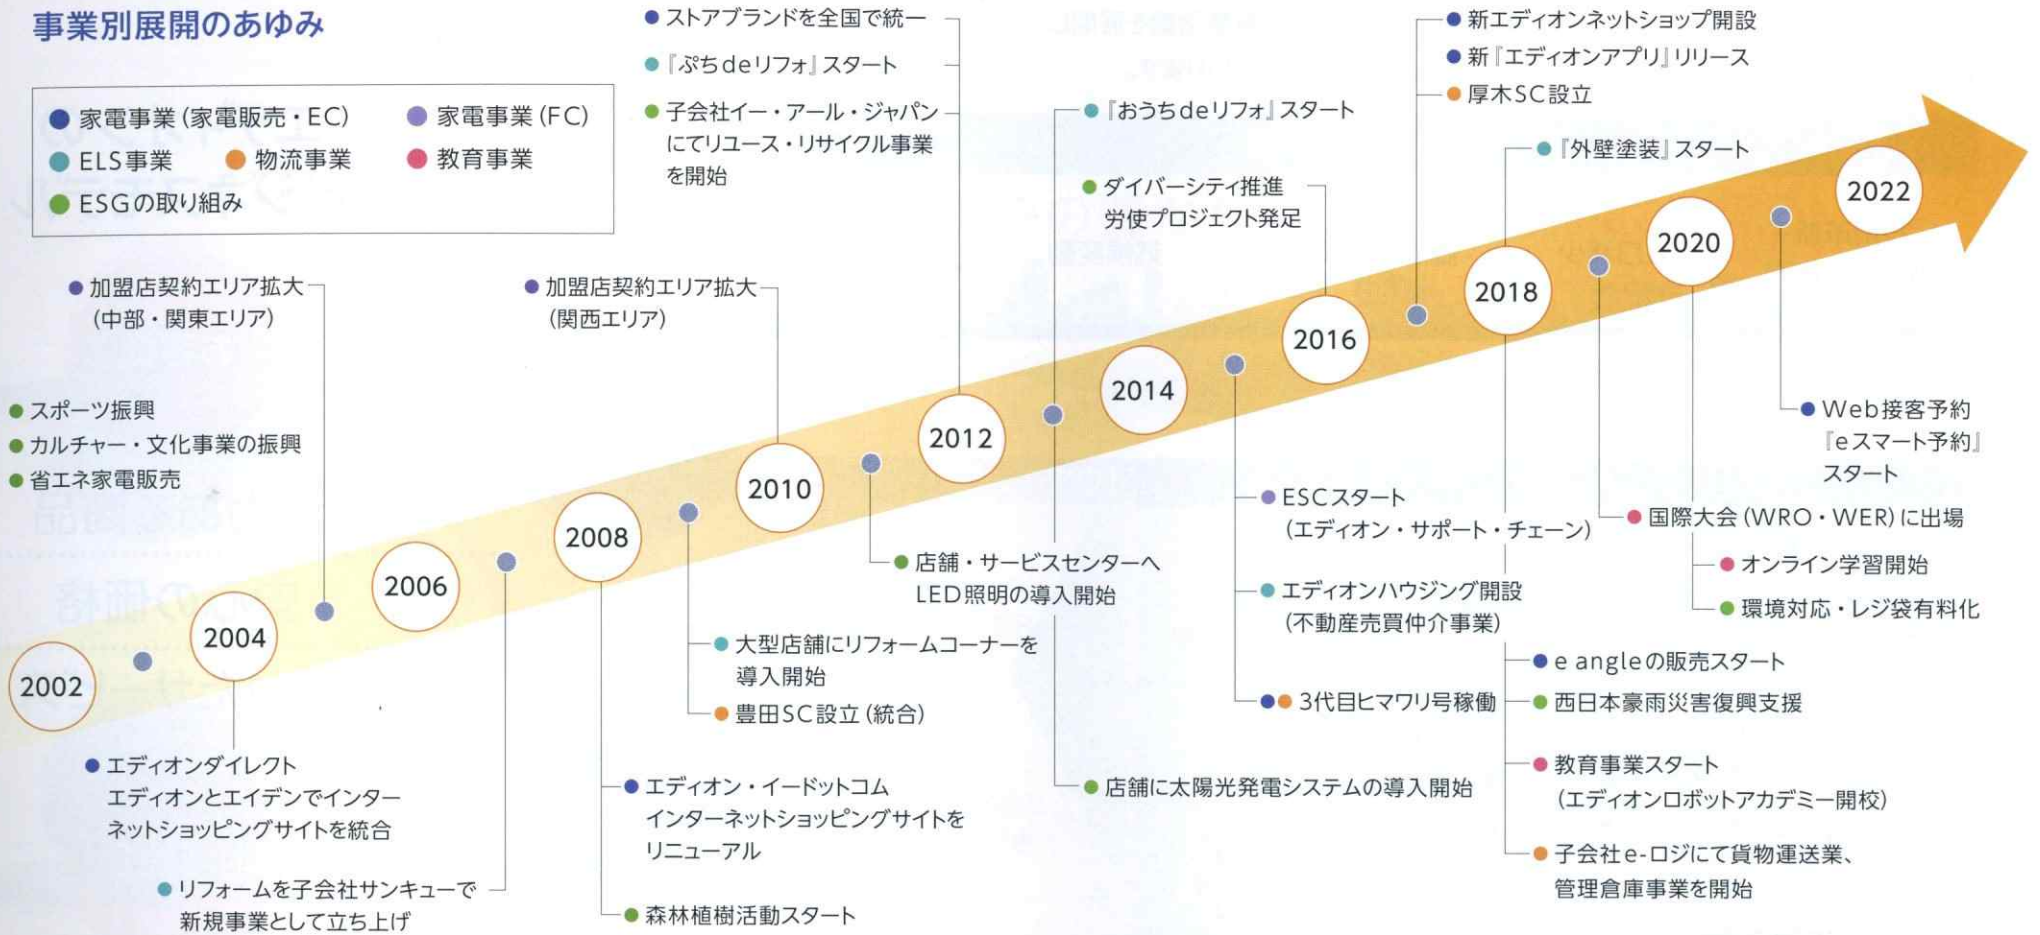 事業別展開のあゆみ
家電事業（家電販売・EC）
家電事業（FC）
ELS事業
物流事業
教育事業
ESGの取り組み
ストアブランドを全国で統一
『ぷちdeリフォ』スタート
子会社イー・アール・ジャパン
にてリユース・リサイクル事業
を開始
『おうちdeリフォ』スタート
ダイバーシティ推進
労使プロジェクト発足
新エディオンネットショップ開設
新『エディオンアプリ』リリース
厚木SC設立
『外壁塗装』スタート
加盟店契約エリア拡大
（中部・関東エリア）
加盟店契約エリア拡大
（関西エリア）
スポーツ振興
カルチャー・文化事業の振興
省エネ家電販売
2002
2004
2006
2008
2010
2012
2014
2016
2018
2020
2022
エディオンダイレクト
エディオンとエイデンでインター
ネットショッピングサイトを統合
リフォームを子会社サンキューで
新規事業として立ち上げ
エディオン・イードットコム
インターネットショッピングサイトを
リニューアル
森林植樹活動スタート
大型店舗にリフォームコーナーを
導入開始
豊田SC設立（統合）
店舗・サービスセンターへ
LED照明の導入開始
店舗に太陽光発電システムの導入開始
ESCスタート
（エディオン・サポート・チェーン）
エディオンハウジング開設
（不動産売買仲介事業）
3代目ヒマワリ号稼働
e angleの販売スタート
西日本豪雨災害復興支援
教育事業スタート
（エディオンロボットアカデミー開校）
子会社e-ロジにて貨物運送業、
管理倉庫事業を開始
国際大会（WRO・WER）に出場
オンライン学習開始
環境対応・レジ袋有料化
Web接客予約
『eスマート予約』
スタート